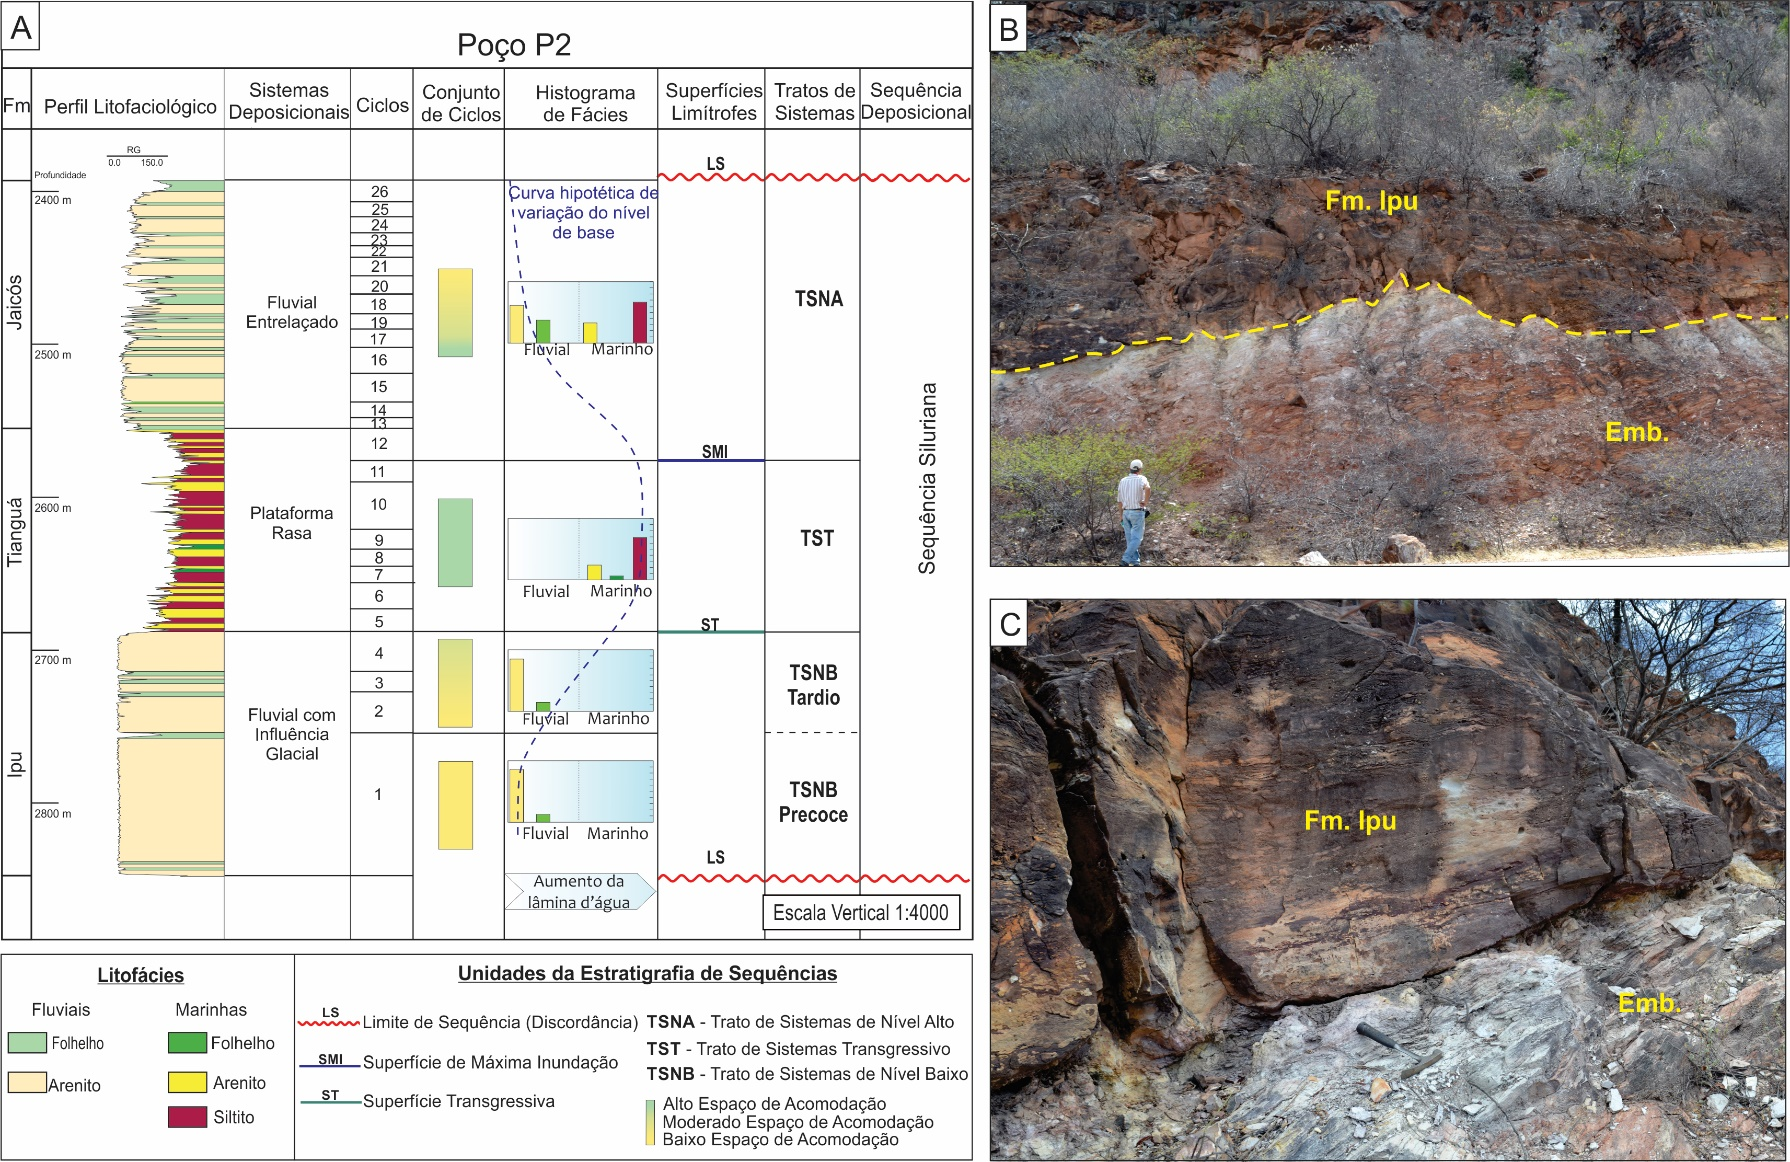 A
Poço P2
Fm
Perfil Litofaciológico
Sistemas
Deposicionais
Ciclos
Conjunto
de Ciclos
Histograma
de Fácies
Superfícies
Limítrofes
Tratos de
Sistemas
Sequência
Deposicional
RG
0.0 150.0
Profundidade
2400 m
2500 m
2600 m
2700 m
2800 m
Jaicós
Tianguá
Ipu
Fluvial
Entrelaçado
Plataforma
Rasa
Fluvial com
Influência
Glacial
26
25
24
23
22
21
20
18
19
17
16
15
14
13
12
11
10
9
8
7
6
5
4
3
2
1
Curva hipotética de
variação do nível
de base
Fluvial Marinho
Fluvial Marinho
Fluvial Marinho
Fluvial Marinho
Aumento da
lâmina d'água
LS
SMI
ST
LS
TSNA
TST
TSNB
Tardio
TSNB
Precoce
Sequência Siluriana
Escala Vertical 1:4000
Litofácies
Fluviais
Folhelho
Arenito
Marinhas
Folhelho
Arenito
Siltito
Unidades da Estratigrafia de Sequências
LS
Limite de Sequência (Discordância)
SMI
Superfície de Máxima Inundação
ST
Superfície Transgressiva
TSNA - Trato de Sistemas de Nível Alto
TST - Trato de Sistemas Transgressivo
TSNB - Trato de Sistemas de Nível Baixo
Alto Espaço de Acomodação
Moderado Espaço de Acomodação
Baixo Espaço de Acomodação
B
Fm. Ipu
Emb.
C
Fm. Ipu
Emb.